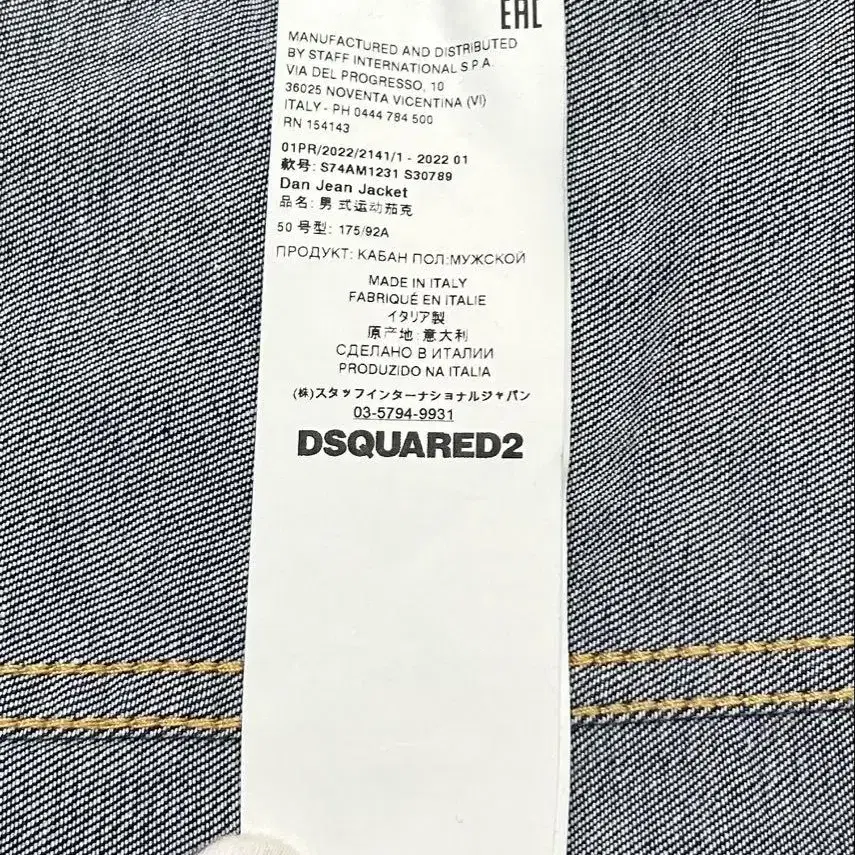 EAC
MANUFACTURED AND DISTRIBUTED
BY STAFF INTERNATIONAL S.P.A.
VIA DEL PROGRESSO, 10
36025 NOVENTA VICENTINA (VI)
ITALY - PH 0444 784 500
RN 154143
01PR/2022/2141/1 - 2022 01
款号: S74AM1231 S30789
Dan Jean Jacket
品名: 男式运动茄克
50 号型: 175/92A
ПРОДУКТ: КАБАН ПОЛ:МУЖСКОЙ
MADE IN ITALY
FABRIQUÉ EN ITALIE
イタリア製
原产地:意大利
СДЕЛАНО В ИТАЛИИ
PRODUZIDO NA ITALIA
(株)スタッフインターナショナルジャパン
03-5794-9931
DSQUARED2